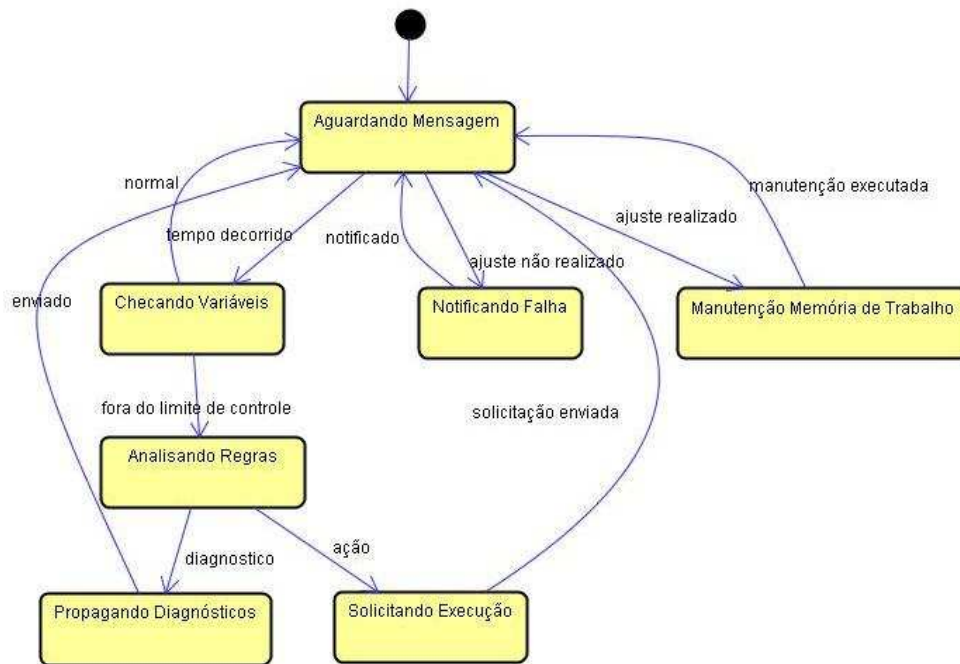 Aguardando Mensagem
normal
manutenção executada
ajuste realizado
tempo decorrido
notificado
ajuste não realizado
enviado
Checando Variáveis
Notificando Falha
Manutenção Memória de Trabalho
fora do limite de controle
solicitação enviada
Analisando Regras
ação
diagnostico
Propagando Diagnósticos
Solicitando Execução